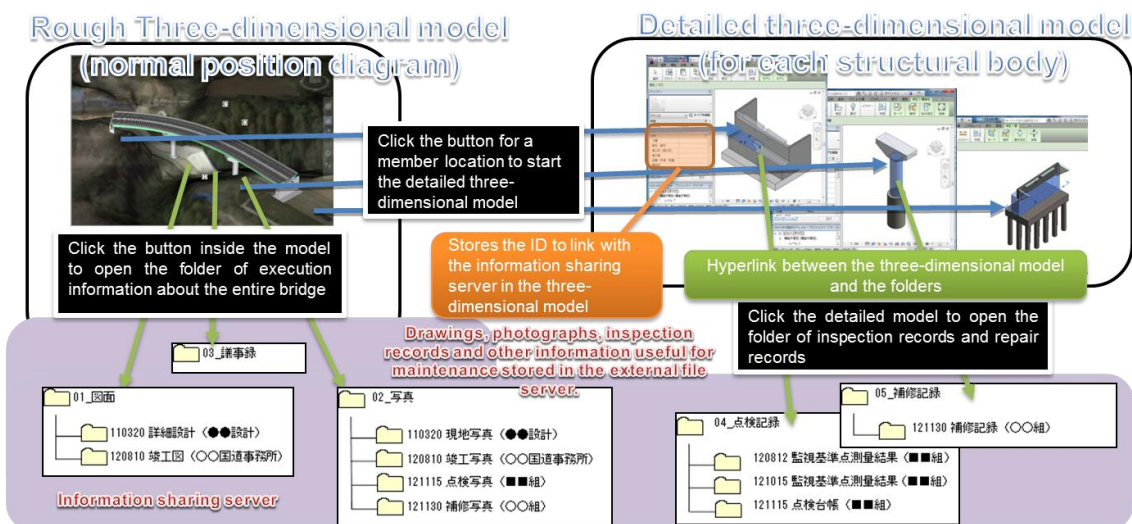 Rough Three-dimensional model
(normal position diagram)
Detailed three-dimensional model
(for each structural body)
Click the button for a
member location to start
the detailed three-
dimensional model
Click the button inside the model
to open the folder of execution
information about the entire bridge
Stores the ID to link with
the information sharing
server in the three-
dimensional model
Hyperlink between the three-dimensional model
and the folders
Click the detailed model to open the
folder of inspection records and repair
records
Drawings, photographs, inspection
records and other information useful for
maintenance stored in the external file
server.
03_議事録
01_図面
110320 詳細設計〈●●設計〉
120810 竣工図〈〇〇国道事務所〉
02_写真
110320 現地写真〈●●設計〉
120810 竣工写真〈〇〇国道事務所〉
121115 点検写真〈■■組〉
121130 補修写真〈〇〇組〉
04_点検記録
120812 監視基準点測量結果〈■■組〉
121015 監視基準点測量結果〈■■組〉
121115 点検台帳〈■■組〉
05_補修記録
121130 補修記録〈〇〇組〉
Information sharing server